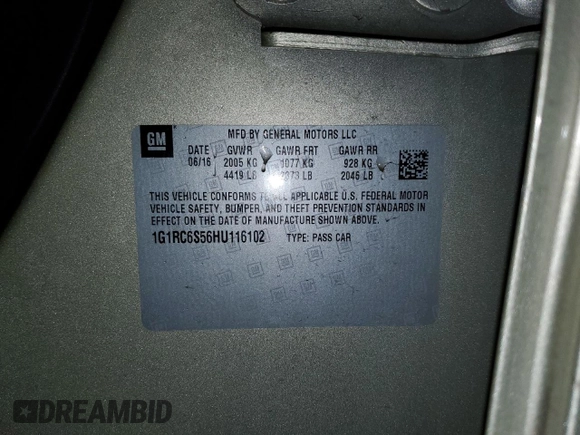 GM
MFD BY GENERAL MOTORS LLC
DATE GVWR GAWR FRT GAWR RR
06/16 2005 KG 1077 KG 928 KG
4419 LB 2373 LB 2046 LB
THIS VEHICLE CONFORMS TO ALL APPLICABLE U.S. FEDERAL MOTOR
VEHICLE SAFETY, BUMPER, AND THEFT PREVENTION STANDARDS IN
EFFECT ON THE DATE OF MANUFACTURE SHOWN ABOVE.
1G1RC6S56HU116102 TYPE: PASS CAR
DREAMBID